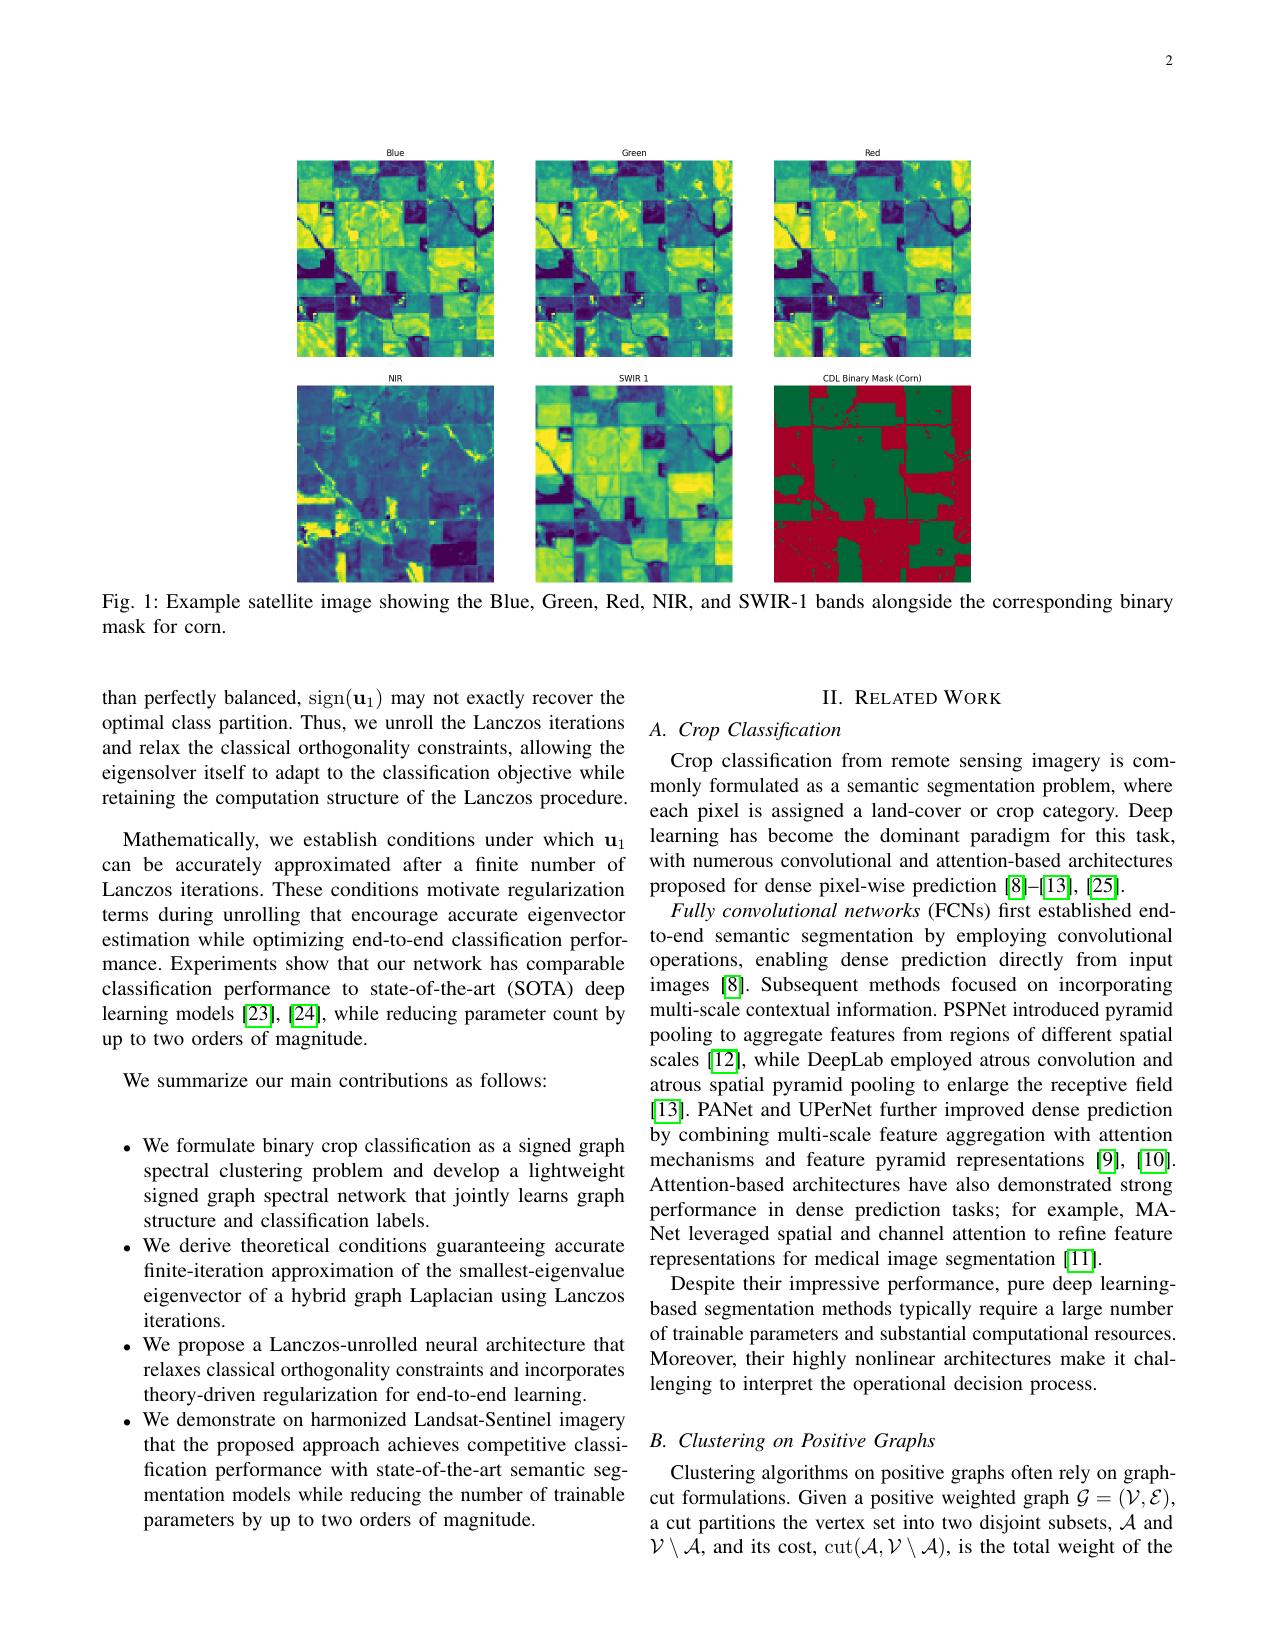 2
Blue
Green
Red
NIR
SWIR 1
CDL Binary Mask (Corn)
Fig. 1: Example satellite image showing the Blue, Green, Red, NIR, and SWIR-1 bands alongside the corresponding binary
mask for corn.
than perfectly balanced, sign(u₁) may not exactly recover the
optimal class partition. Thus, we unroll the Lanczos iterations
and relax the classical orthogonality constraints, allowing the
eigensolver itself to adapt to the classification objective while
retaining the computation structure of the Lanczos procedure.
Mathematically, we establish conditions under which u₁
can be accurately approximated after a finite number of
Lanczos iterations. These conditions motivate regularization
terms during unrolling that encourage accurate eigenvector
estimation while optimizing end-to-end classification perfor-
mance. Experiments show that our network has comparable
classification performance to state-of-the-art (SOTA) deep
learning models [23], [24], while reducing parameter count by
up to two orders of magnitude.
We summarize our main contributions as follows:
• We formulate binary crop classification as a signed graph
spectral clustering problem and develop a lightweight
signed graph spectral network that jointly learns graph
structure and classification labels.
• We derive theoretical conditions guaranteeing accurate
finite-iteration approximation of the smallest-eigenvalue
eigenvector of a hybrid graph Laplacian using Lanczos
iterations.
• We propose a Lanczos-unrolled neural architecture that
relaxes classical orthogonality constraints and incorporates
theory-driven regularization for end-to-end learning.
• We demonstrate on harmonized Landsat-Sentinel imagery
that the proposed approach achieves competitive classi-
fication performance with state-of-the-art semantic seg-
mentation models while reducing the number of trainable
parameters by up to two orders of magnitude.
II. RELATED WORK
A. Crop Classification
Crop classification from remote sensing imagery is com-
monly formulated as a semantic segmentation problem, where
each pixel is assigned a land-cover or crop category. Deep
learning has become the dominant paradigm for this task,
with numerous convolutional and attention-based architectures
proposed for dense pixel-wise prediction [8]–[13], [25].
Fully convolutional networks (FCNs) first established end-
to-end semantic segmentation by employing convolutional
operations, enabling dense prediction directly from input
images [8]. Subsequent methods focused on incorporating
multi-scale contextual information. PSPNet introduced pyramid
pooling to aggregate features from regions of different spatial
scales [12], while DeepLab employed atrous convolution and
atrous spatial pyramid pooling to enlarge the receptive field
[13]. PANet and UPerNet further improved dense prediction
by combining multi-scale feature aggregation with attention
mechanisms and feature pyramid representations [9], [10].
Attention-based architectures have also demonstrated strong
performance in dense prediction tasks; for example, MA-
Net leveraged spatial and channel attention to refine feature
representations for medical image segmentation [11].
Despite their impressive performance, pure deep learning-
based segmentation methods typically require a large number
of trainable parameters and substantial computational resources.
Moreover, their highly nonlinear architectures make it chal-
lenging to interpret the operational decision process.
B. Clustering on Positive Graphs
Clustering algorithms on positive graphs often rely on graph-
cut formulations. Given a positive weighted graph 𝒢 = (𝒱, ℰ),
a cut partitions the vertex set into two disjoint subsets, 𝒜 and
𝒱 \ 𝒜, and its cost, cut(𝒜, 𝒱 \ 𝒜), is the total weight of the